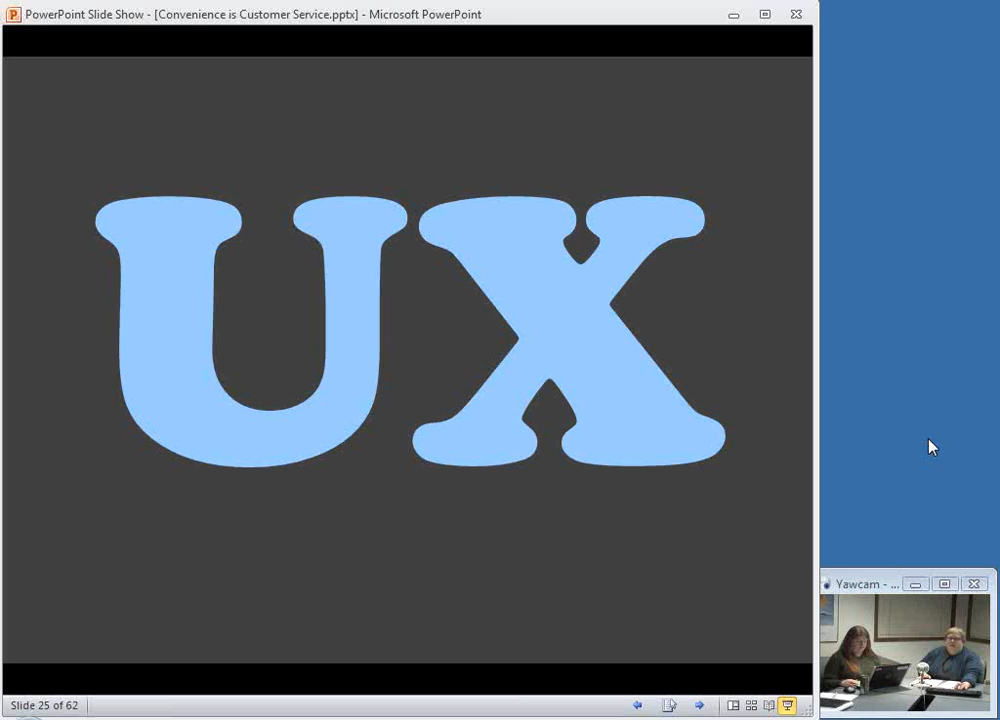 PowerPoint Slide Show - [Convenience is Customer Service.pptx] - Microsoft PowerPoint
UX
Yawcam - ...
Slide 25 of 62